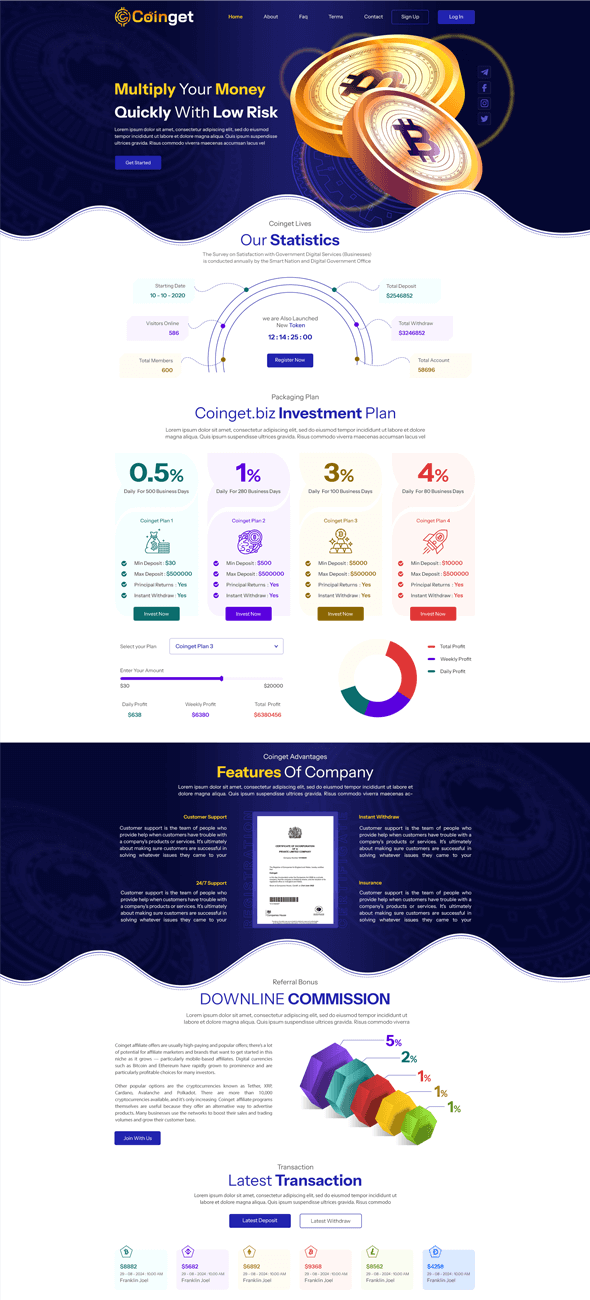 Coinget
Home About Faq Terms Contact Sign Up Log In
Multiply Your Money
Quickly With Low Risk
Lorem ipsum dolor sit amet, consectetur adipiscing elit, sed do eiusmod
tempor incididunt ut labore et dolore magna aliqua. Quis ipsum suspendisse
ultrices gravida. Risus commodo viverra maecenas accumsan lacus vel
Get Started
Coinget Lives
Our Statistics
The Survey on Satisfaction with Government Digital Services (Businesses)
is conducted annually by the Smart Nation and Digital Government Office
Starting Date
10 - 10 - 2020
Visitors Online
586
Total Members
600
we are Also Launched
New Token
12 : 14 : 25 : 00
Register Now
Total Deposit
$2546852
Total Withdraw
$3246852
Total Account
58696
Packaging Plan
Coinget.biz Investment Plan
Lorem ipsum dolor sit amet, consectetur adipiscing elit, sed do eiusmod tempor incididunt ut labore et dolore
magna aliqua. Quis ipsum suspendisse ultrices gravida. Risus commodo viverra maecenas accumsan lacus vel
0.5%
Daily For 500 Business Days
Coinget Plan 1
Min Deposit : $30
Max Deposit : $500000
Principal Returns : Yes
Instant Withdraw : Yes
Invest Now
1%
Daily For 260 Business Days
Coinget Plan 2
Min Deposit : $500
Max Deposit : $500000
Principal Returns : Yes
Instant Withdraw : Yes
Invest Now
3%
Daily For 100 Business Days
Coinget Plan 3
Min Deposit : $5000
Max Deposit : $500000
Principal Returns : Yes
Instant Withdraw : Yes
Invest Now
4%
Daily For 80 Business Days
Coinget Plan 4
Min Deposit : $10000
Max Deposit : $500000
Principal Returns : Yes
Instant Withdraw : Yes
Invest Now
Select your Plan Coinget Plan 3
Enter Your Amount
$30 $20000
Daily Profit Weekly Profit Total Profit
$638 $6380 $6380456
Total Profit
Weekly Profit
Daily Profit
Coinget Advantages
Features Of Company
Lorem ipsum dolor sit amet, consectetur adipiscing elit, sed do eiusmod tempor incididunt ut labore et
dolore magna aliqua. Quis ipsum suspendisse ultrices gravida. Risus commodo viverra maecenas ac-
Customer Support
Customer support is the team of people who
provide help when customers have trouble with
a company's products or services. It's ultimately
about making sure customers are successful in
solving whatever issues they came to your
24/7 Support
Customer support is the team of people who
provide help when customers have trouble with
a company's products or services. It's ultimately
about making sure customers are successful in
solving whatever issues they came to your
CERTIFICATE OF INCORPORATION
OF A
PRIVATE LIMITED COMPANY
Companies House
Instant Withdraw
Customer support is the team of people who
provide help when customers have trouble with
a company's products or services. It's ultimately
about making sure customers are successful in
solving whatever issues they came to your
Insurance
Customer support is the team of people who
provide help when customers have trouble with
a company's products or services. It's ultimately
about making sure customers are successful in
solving whatever issues they came to your
Referral Bonus
DOWNLINE COMMISSION
Lorem ipsum dolor sit amet, consectetur adipiscing elit, sed do eiusmod tempor
incididunt ut labore et dolore magna aliqua. Quis ipsum suspendisse ultrices gravida. Risus commodo viverra
Coinget affiliate offers are usually high-paying and popular offers; there's a lot
of potential for affiliate marketers and brands that want to get started in this
niche as it grows — particularly mobile-based affiliates. Digital currencies
such as Bitcoin and Ethereum have rapidly grown to prominence and are
particularly profitable choices for many investors.
Other popular options are the cryptocurrencies known as Tether, XRP,
Cardano, Avalanche and Polkadot. There are more than 10,000
cryptocurrencies available, and it's only increasing. Coinget affiliate programs
themselves are useful because they offer an alternative way to advertise
products. Many businesses use the networks to boost their sales and trading
volumes and grow their customer base.
Join With Us
5%
2%
1%
1%
1%
Transaction
Latest Transaction
Lorem ipsum dolor sit amet, consectetur adipiscing elit, sed do eiusmod tempor
incididunt ut labore et dolore magna aliqua. Quis ipsum suspendisse ultrices gravida. Risus commodo
Latest Deposit Latest Withdraw
$8882
29 - 08 - 2024 : 10:00 AM
Franklin Joel
$5682
29 - 08 - 2024 : 10:00 AM
Franklin Joel
$6892
29 - 08 - 2024 : 10:00 AM
Franklin Joel
$9368
29 - 08 - 2024 : 10:00 AM
Franklin Joel
$8562
29 - 08 - 2024 : 10:00 AM
Franklin Joel
$4258
29 - 08 - 2024 : 10:00 AM
Franklin Joel